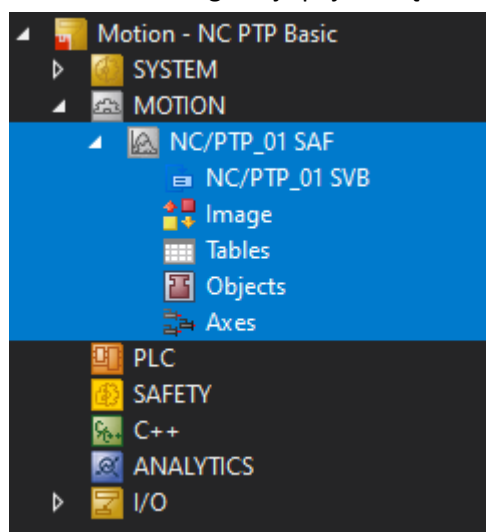 Motion - NC PTP Basic
SYSTEM
MOTION
NC/PTP_01 SAF
NC/PTP_01 SVB
Image
Tables
Objects
Axes
PLC
SAFETY
C++
ANALYTICS
I/O